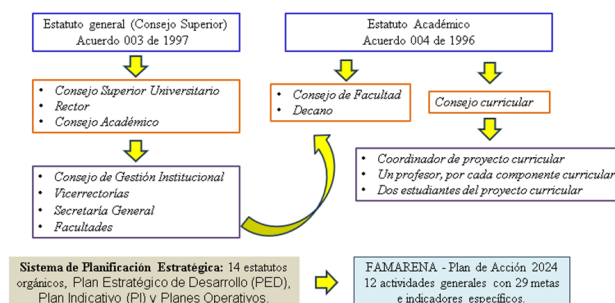 Estatuto general (Consejo Superior)
Acuerdo 003 de 1997
Estatuto Académico
Acuerdo 004 de 1996
• Consejo Superior Universitario
• Rector
• Consejo Académico
• Consejo de Facultad
• Decano
Consejo curricular
• Consejo de Gestión Institucional
• Vicerrectorías
• Secretaría General
• Facultades
• Coordinador de proyecto curricular
• Un profesor, por cada componente curricular
• Dos estudiantes del proyecto curricular
Sistema de Planificación Estratégica: 14 estatutos
orgánicos, Plan Estratégico de Desarrollo (PED),
Plan Indicativo (PI) y Planes Operativos.
FAMARENA - Plan de Acción 2024
12 actividades generales con 29 metas
e indicadores específicos.